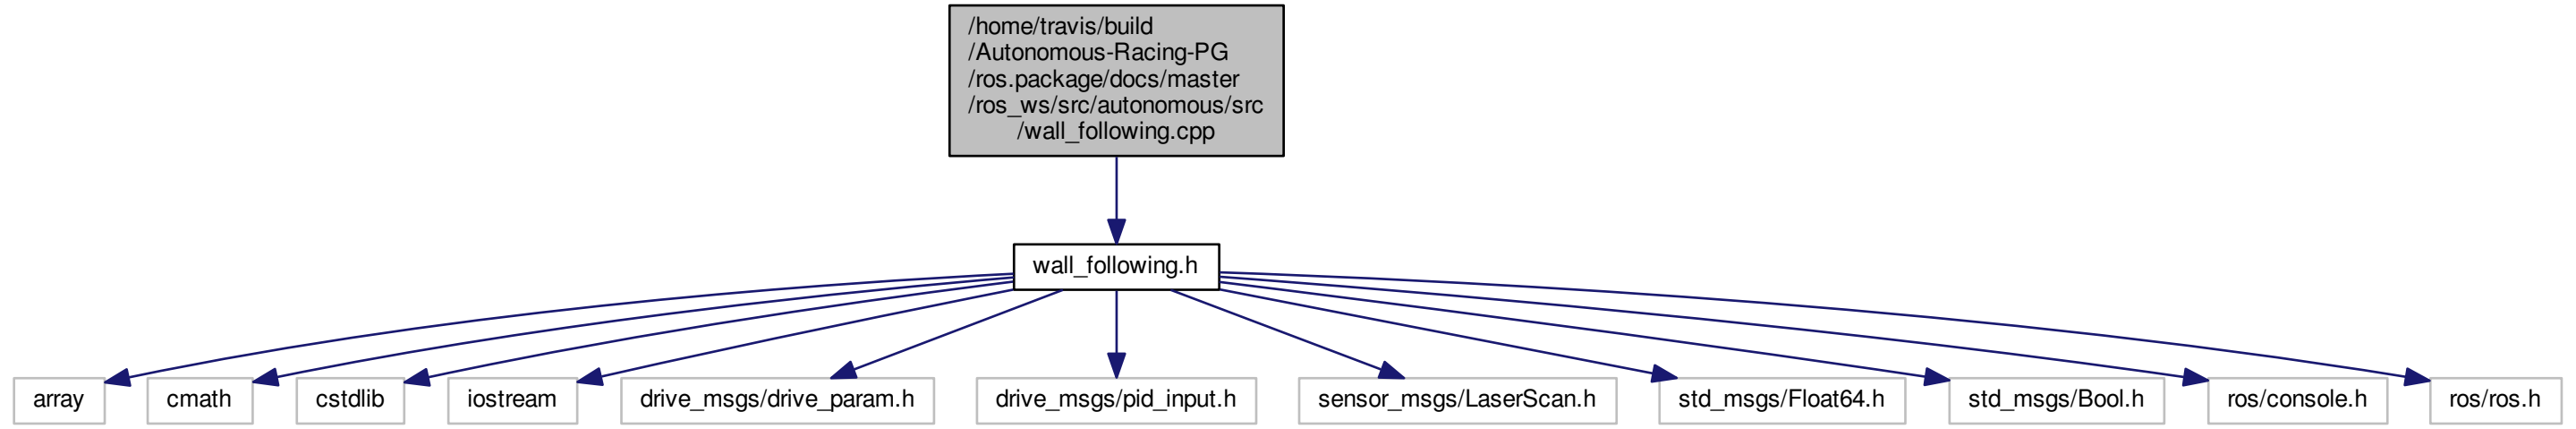 /home/travis/build
/Autonomous-Racing-PG
/ros.package/docs/master
/ros_ws/src/autonomous/src
/wall_following.cpp
wall_following.h
array
cmath
cstdlib
iostream
drive_msgs/drive_param.h
drive_msgs/pid_input.h
sensor_msgs/LaserScan.h
std_msgs/Float64.h
std_msgs/Bool.h
ros/console.h
ros/ros.h